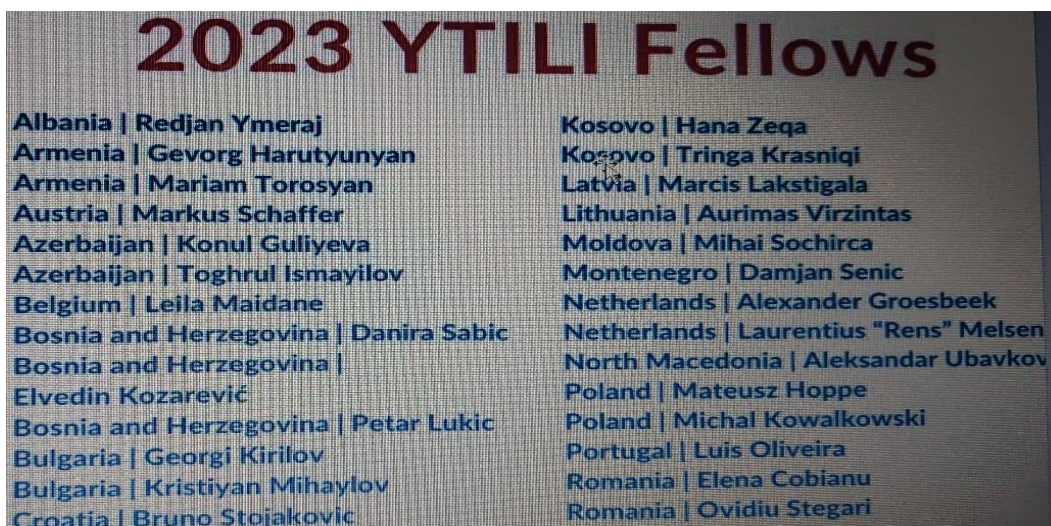 2023 YTILI Fellows
Albania | Redjan Ymeraj
Armenia | Gevorg Harutyunyan
Armenia | Mariam Torosyan
Austria | Markus Schaffer
Azerbaijan | Konul Guliyeva
Azerbaijan | Toghrul Ismayilov
Belgium | Leila Maidane
Bosnia and Herzegovina | Danira Sabic
Bosnia and Herzegovina |
Elvedin Kozarević
Bosnia and Herzegovina | Petar Lukic
Bulgaria | Georgi Kirilov
Bulgaria | Kristiyan Mihaylov
Croatia | Bruno Stojakovic
Kosovo | Hana Zeqa
Kosovo | Tringa Krasniqi
Latvia | Marcis Lakstigala
Lithuania | Aurimas Virzintas
Moldova | Mihai Sochirca
Montenegro | Damjan Senic
Netherlands | Alexander Groesbeek
Netherlands | Laurentius “Rens” Melsen
North Macedonia | Aleksandar Ubavkov
Poland | Mateusz Hoppe
Poland | Michal Kowalkowski
Portugal | Luis Oliveira
Romania | Elena Cobianu
Romania | Ovidiu Stegari